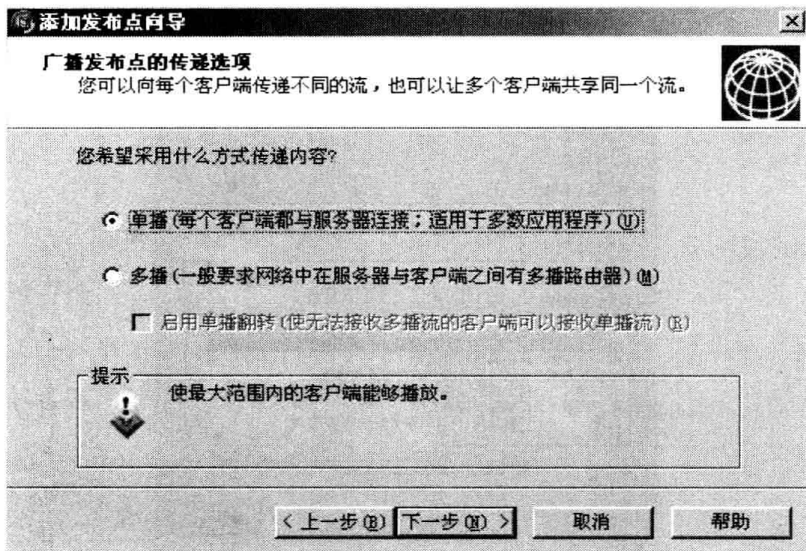 添加发布点向导
广播发布点的传递选项
您可以向每个客户端传递不同的流，也可以让多个客户端共享同一个流。
您希望采用什么方式传递内容?
单播(每个客户端都与服务器连接；适用于多数应用程序)(U)
多播(一般要求网络中在服务器与客户端之间有多播路由器)(M)
启用单播翻转(使无法接收多播流的客户端可以接收单播流)(R)
提示
使最大范围内的客户端能够播放。
< 上一步(B) 下一步(N) > 取消 帮助